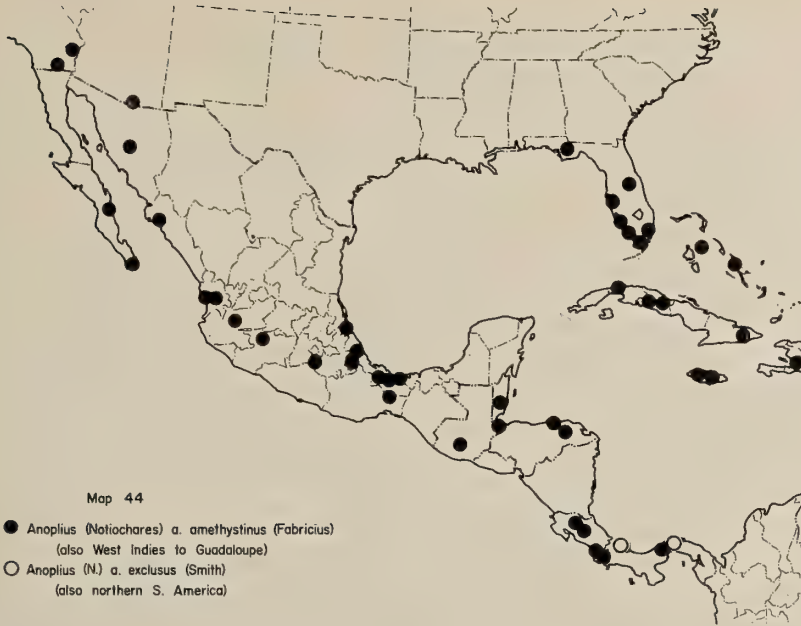 Map 44
Anoplius (Notiochares) a. amethystinus (Fabricius)
(also West Indies to Guadaloupe)
Anoplius (N.) a. exclusus (Smith)
(also northern S. America)